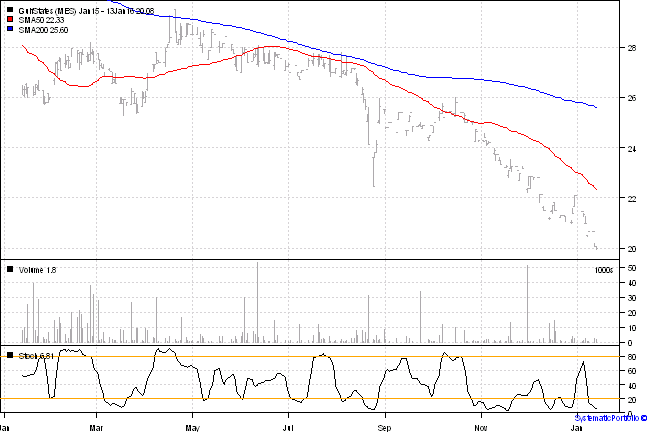 GulfStates (MES) Jan15 - 13Jan16 20.08
SMA50 22.33
SMA200 25.60
28
26
24
22
20
Volume 1.8
1000s
50
40
30
20
10
0
Stoch 6.81
80
60
40
20
0
Jan Mar May Jul Sep Nov Jan
SystematicPortfolio ©